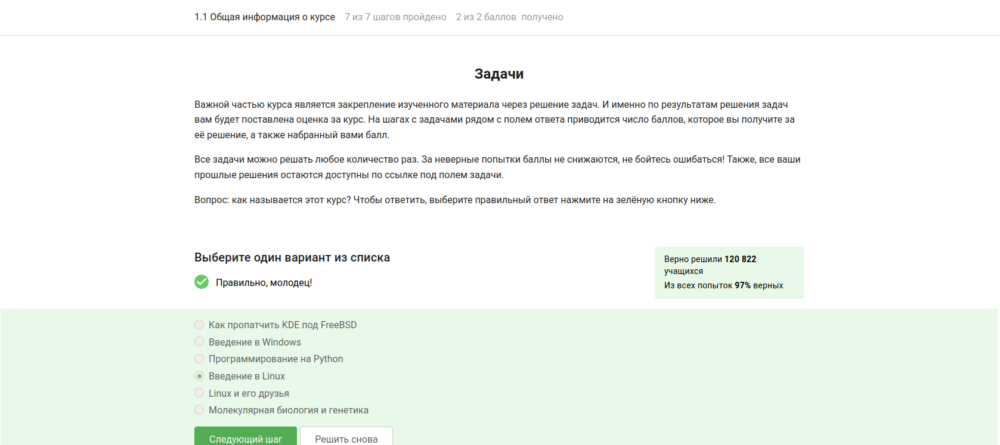 1.1 Общая информация о курсе 7 из 7 шагов пройдено 2 из 2 баллов получено
Задачи
Важной частью курса является закрепление изученного материала через решение задач. И именно по результатам решения задач
вам будет поставлена оценка за курс. На шагах с задачами рядом с полем ответа приводится число баллов, которое вы получите за
её решение, а также набранный вами балл.
Все задачи можно решать любое количество раз. За неверные попытки баллы не снижаются, не бойтесь ошибаться! Также, все ваши
прошлые решения остаются доступны по ссылке под полем задачи.
Вопрос: как называется этот курс? Чтобы ответить, выберите правильный ответ нажмите на зелёную кнопку ниже.
Выберите один вариант из списка
Правильно, молодец!
Верно решили 120 822
учащихся
Из всех попыток 97% верных
Как пропатчить KDE под FreeBSD
Введение в Windows
Программирование на Python
Введение в Linux
Linux и его друзья
Молекулярная биология и генетика
Следующий шаг
Решить снова